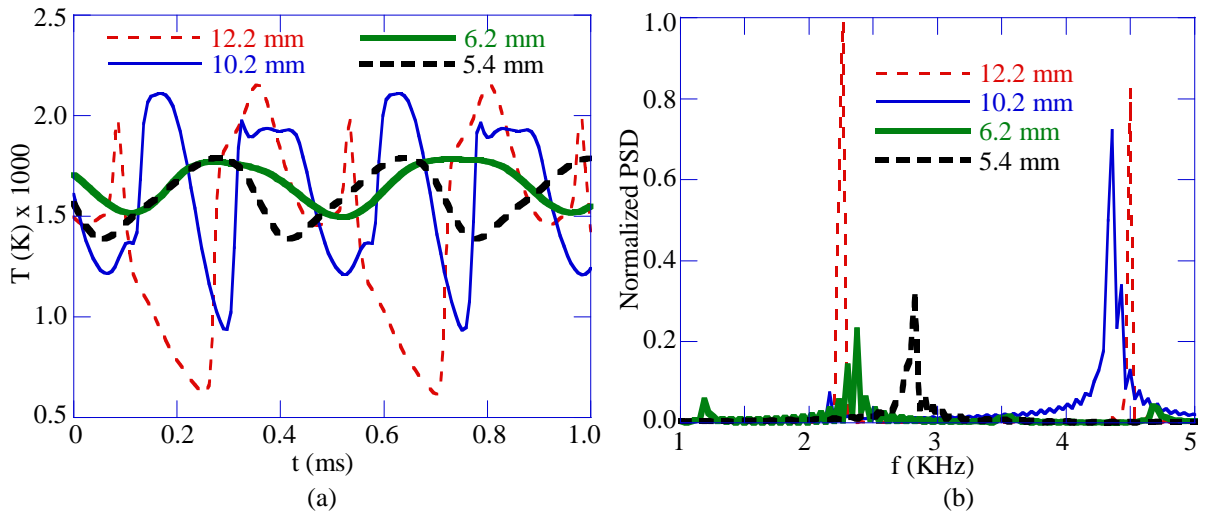 2.5
2.0
1.5
1.0
0.5
T (K) x 1000
12.2 mm
10.2 mm
6.2 mm
5.4 mm
0
0.2
0.4
0.6
0.8
1.0
t (ms)
(a)
1.0
0.8
0.6
0.4
0.2
0.0
Normalized PSD
12.2 mm
10.2 mm
6.2 mm
5.4 mm
1
2
3
4
5
f (KHz)
(b)